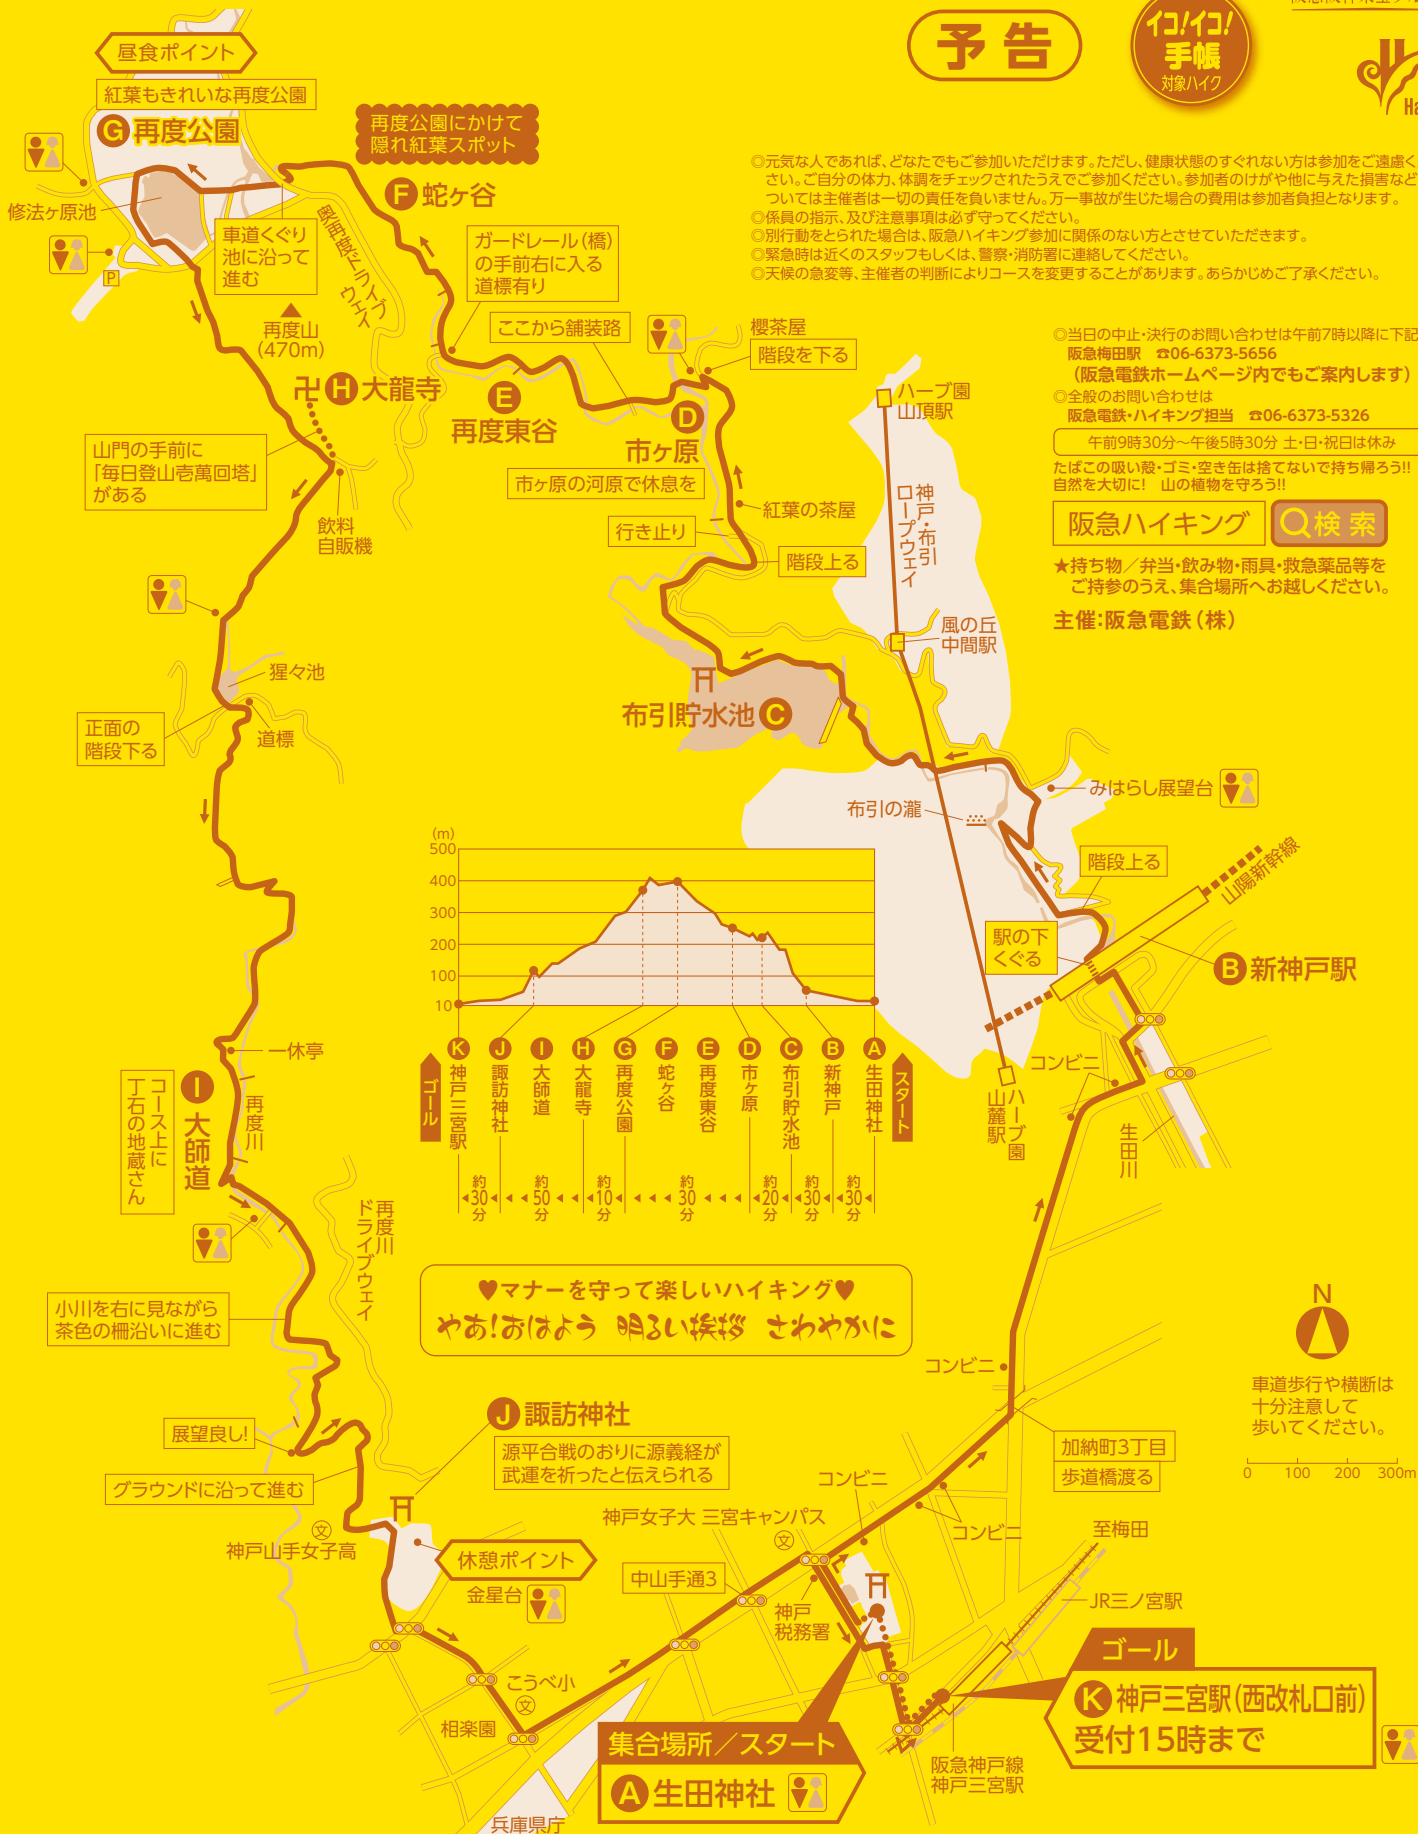 予告
イコ!イコ!
手帳
対象ハイク
昼食ポイント
紅葉もきれいな再度公園
G 再度公園
再度公園にかけて
隠れ紅葉スポット
F 蛇ヶ谷
修法ヶ原池
P
車道くぐり
池に沿って
進む
奥再度ドライブ
ウェイ
ガードレール(橋)
の手前右に入る
道標有り
再度山
(470m)
ここから舗装路
櫻茶屋
階段を下る
卍 H 大龍寺
E
再度東谷
D
市ヶ原
市ヶ原の河原で休息を
山門の手前に
「毎日登山壱萬回塔」
がある
飲料
自販機
行き止り
紅葉の茶屋
階段上る
ハーブ園
山頂駅
神戸・布引
ロープウェイ
風の丘
中間駅
猩々池
正面の
階段下る
道標
布引貯水池 C
みはらし展望台
布引の瀧
階段上る
駅の下
くぐる
山陽新幹線
B 新神戸駅
コンビニ
ハーブ園
山麓駅
生田川
◎元気な人であれば、どなたでもご参加いただけます。ただし、健康状態のすぐれない方は参加をご遠慮く
さい。ご自分の体力、体調をチェックされたうえでご参加ください。参加者のけがや他に与えた損害など
ついては主催者は一切の責任を負いません。万一事故が生じた場合の費用は参加者負担となります。
◎係員の指示、及び注意事項は必ず守ってください。
◎別行動をとられた場合は、阪急ハイキング参加に関係のない方とさせていただきます。
◎緊急時は近くのスタッフもしくは、警察・消防署に連絡してください。
◎天候の急変等、主催者の判断によりコースを変更することがあります。あらかじめご了承ください。
◎当日の中止・決行のお問い合わせは午前7時以降に下記
阪急梅田駅 ☎06-6373-5656
(阪急電鉄ホームページ内でもご案内します)
◎全般のお問い合わせは
阪急電鉄・ハイキング担当 ☎06-6373-5326
午前9時30分〜午後5時30分 土・日・祝日は休み
たばこの吸い殻・ゴミ・空き缶は捨てないで持ち帰ろう!!
自然を大切に! 山の植物を守ろう!!
阪急ハイキング 検索
★持ち物／弁当・飲み物・雨具・救急薬品等を
ご持参のうえ、集合場所へお越しください。
主催:阪急電鉄(株)
(m)
500
400
300
200
100
10
K J I H G F E D C B A
ゴール
神戸三宮駅
諏訪神社
大師道
大龍寺
再度公園
蛇ヶ谷
再度東谷
市ヶ原
布引貯水池
新神戸
生田神社
スタート
約30分
約50分
約10分
約30分
約20分
約30分
約30分
一休亭
I 大師道
コース上に
丁石の地蔵さん
再度川
再度川
ドライブウェイ
♥マナーを守って楽しいハイキング♥
やあ!おはよう 明るい挨拶 さわやかに
小川を右に見ながら
茶色の柵沿いに進む
展望良し!
グラウンドに沿って進む
J 諏訪神社
源平合戦のおりに源義経が
武運を祈ったと伝えられる
文
神戸山手女子高
休憩ポイント
金星台
こうべ小
文
相楽園
兵庫県庁
神戸女子大 三宮キャンパス
文
中山手通3
神戸
税務署
コンビニ
コンビニ
コンビニ
加納町3丁目
歩道橋渡る
至梅田
JR三ノ宮駅
N
車道歩行や横断は
十分注意して
歩いてください。
0 100 200 300m
集合場所／スタート
A 生田神社
阪急神戸線
神戸三宮駅
ゴール
K 神戸三宮駅(西改札口前)
受付15時まで